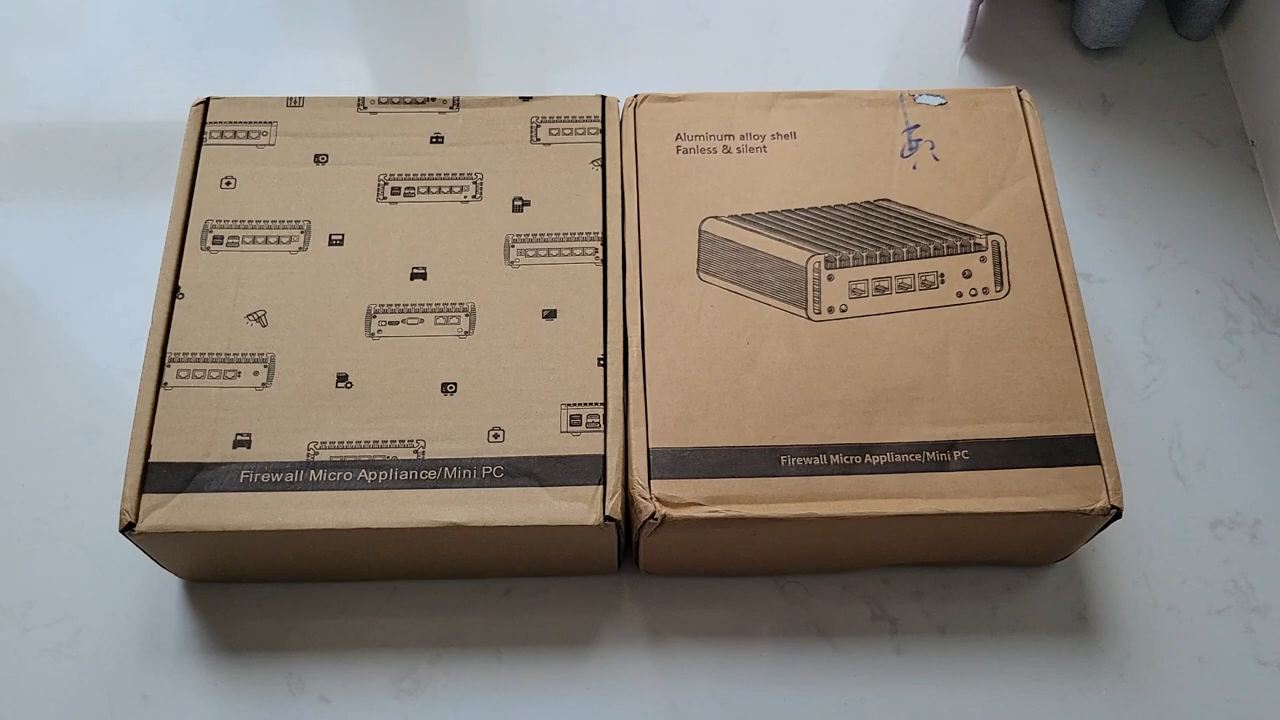 Firewall Micro Appliance/Mini PC
Aluminum alloy shell
Fanless & silent
Firewall Micro Appliance/Mini PC